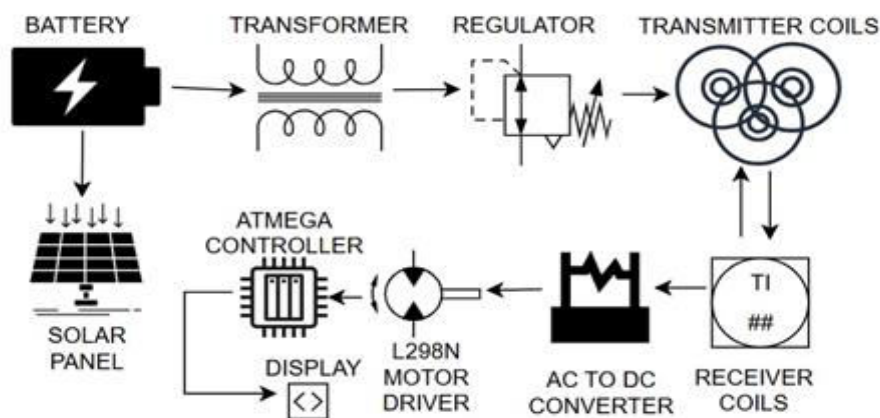 BATTERY
TRANSFORMER
REGULATOR
TRANSMITTER COILS
ATMEGA
CONTROLLER
TI
##
SOLAR
PANEL
DISPLAY
<>
L298N
MOTOR
DRIVER
AC TO DC
CONVERTER
RECEIVER
COILS